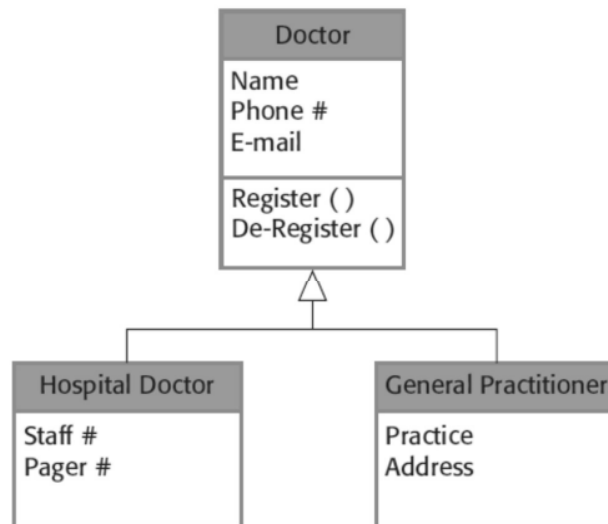 Doctor
Name
Phone #
E-mail
Register ( )
De-Register ( )
Hospital Doctor
Staff #
Pager #
General Practitioner
Practice
Address